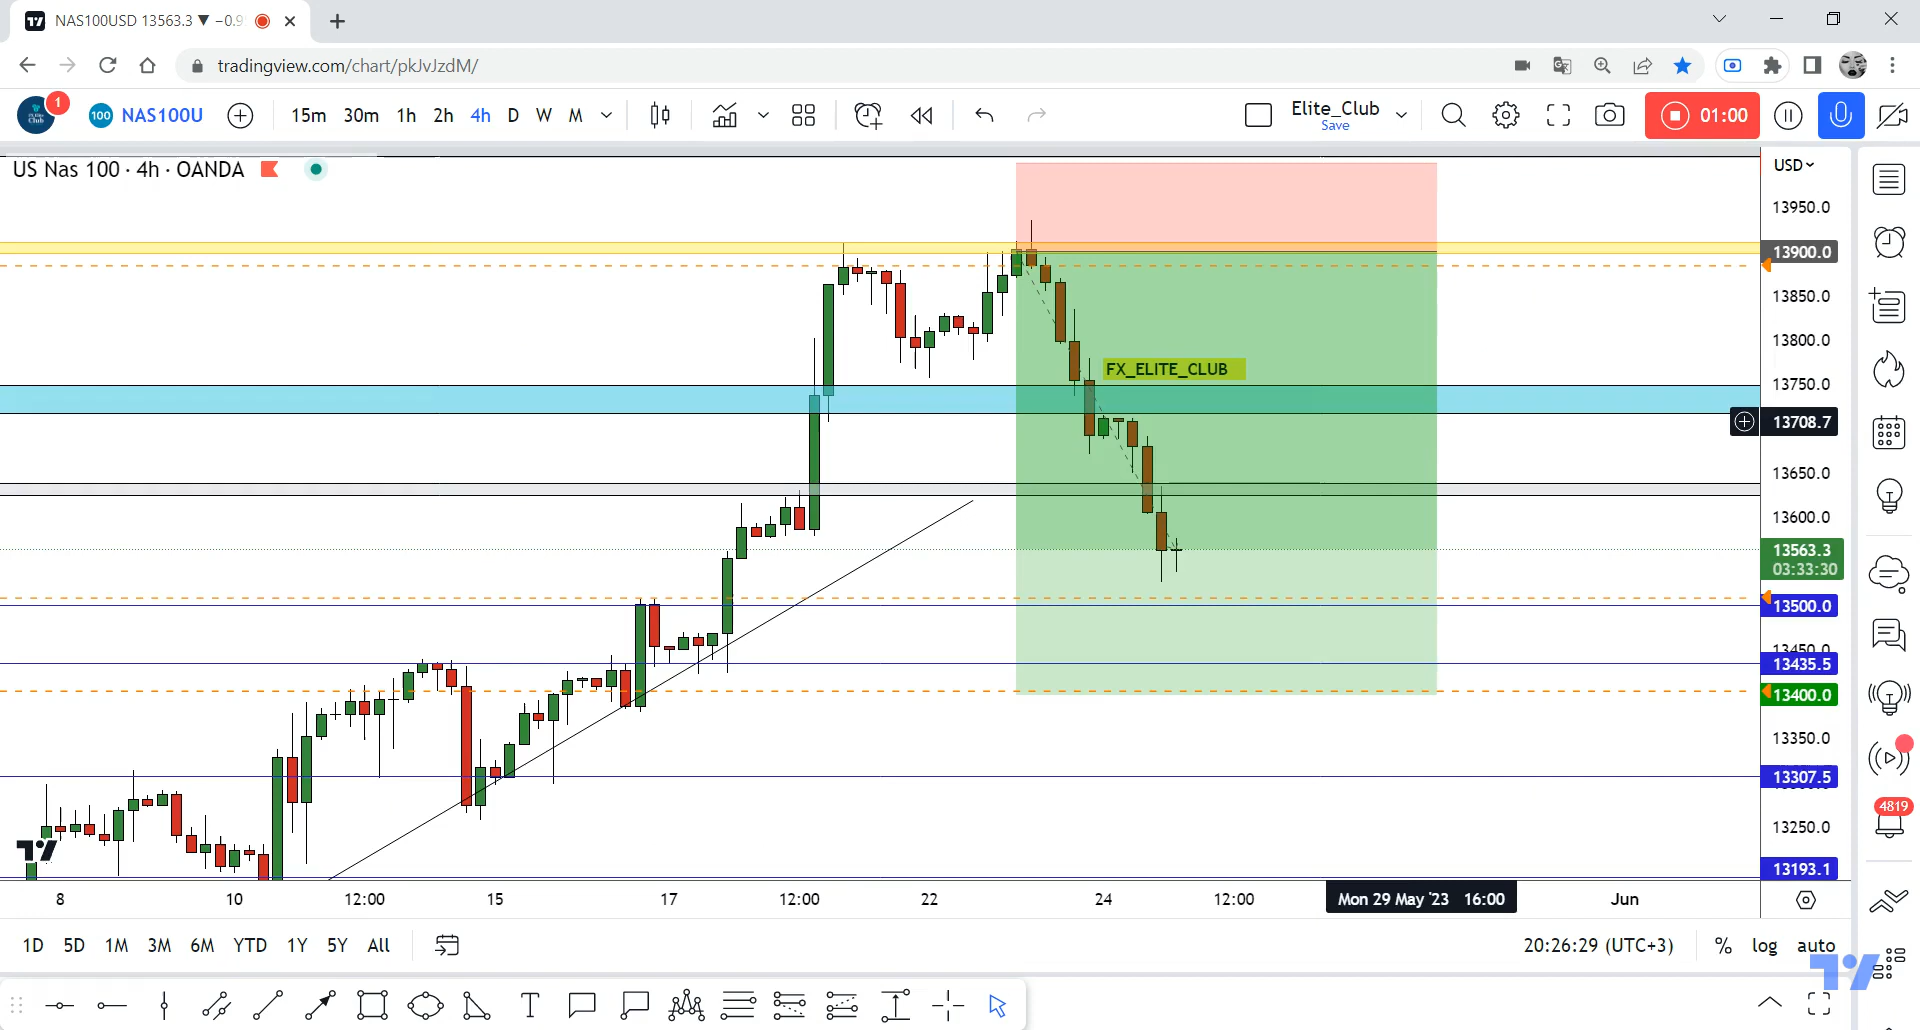 NAS100USD 13563.3 ▼ −0.9
tradingview.com/chart/pkJvJzdM/
1
100 NAS100U
15m 30m 1h 2h 4h D W M
Elite_Club
Save
01:00
US Nas 100 · 4h · OANDA
USD
13950.0
13900.0
13850.0
13800.0
FX_ELITE_CLUB
13750.0
13708.7
13650.0
13600.0
13563.3
03:33:30
13500.0
13450.0
13435.5
13400.0
13350.0
13307.5
4819
13250.0
13193.1
8 10 12:00 15 17 12:00 22 24 12:00 Mon 29 May '23 16:00 Jun
1D 5D 1M 3M 6M YTD 1Y 5Y All
20:26:29 (UTC+3) % log auto
T